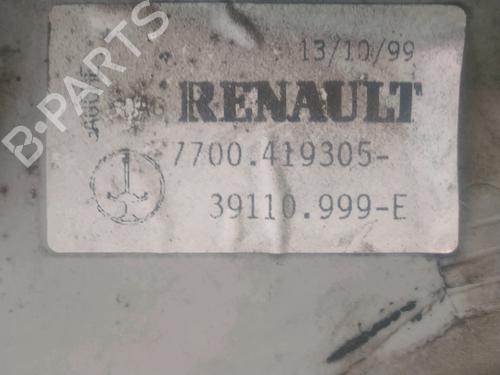 13/10/99
RENAULT
7700.419305-
39110.999-E
B-PARTS